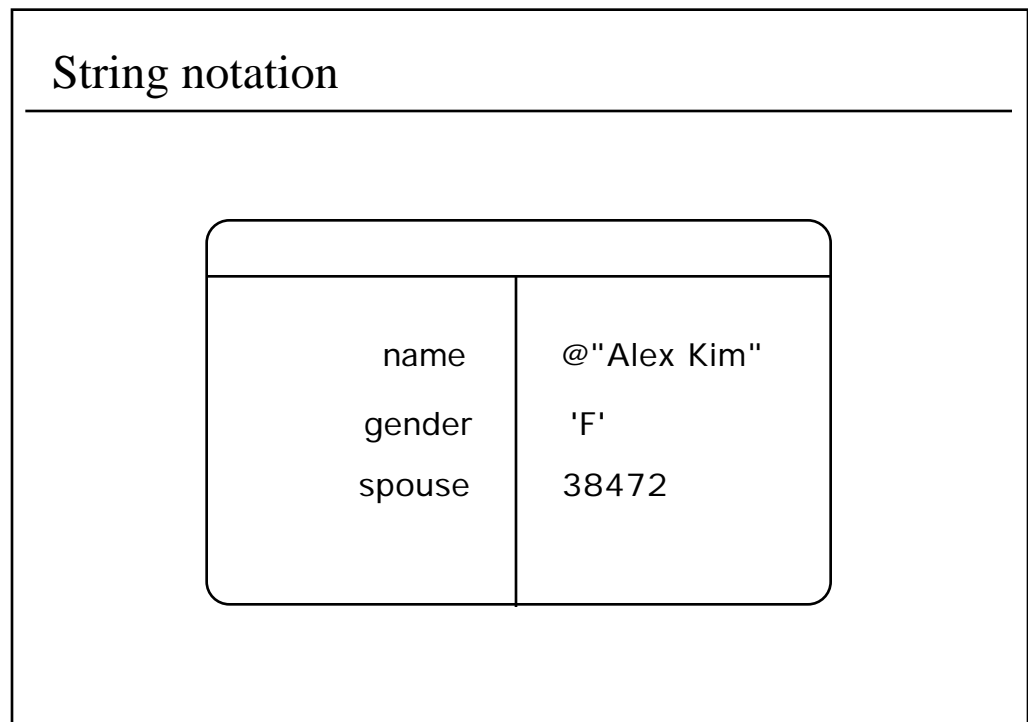 String notation
name @"Alex Kim"
gender 'F'
spouse 38472